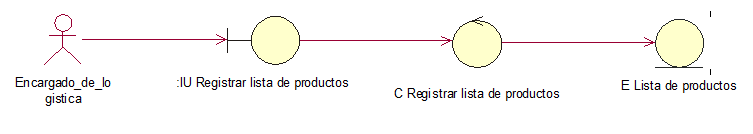 Encargado_de_lo
gistica
:IU Registrar lista de productos
C Registrar lista de productos
E Lista de productos